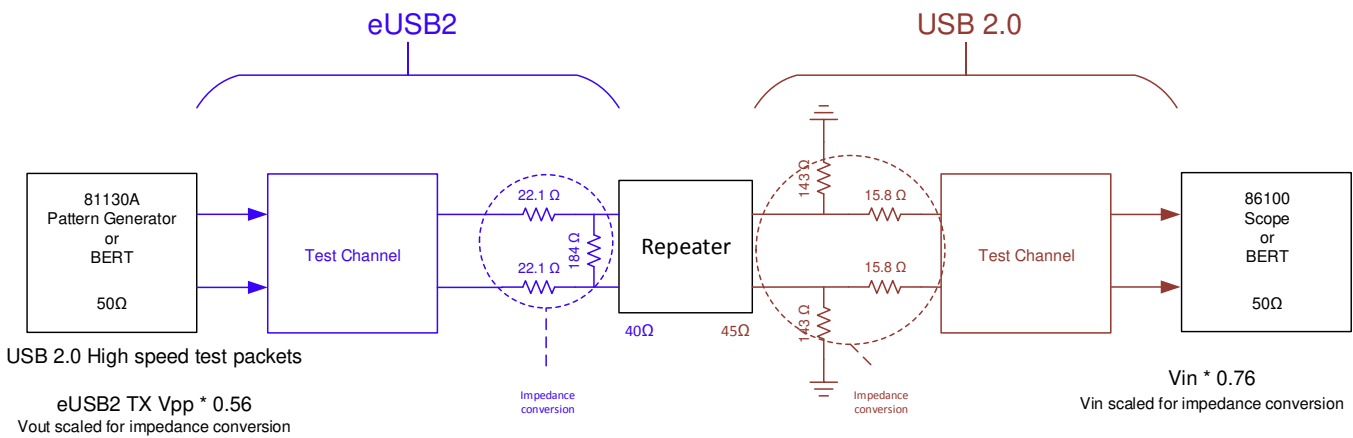 eUSB2
USB 2.0
81130A
Pattern Generator
or
BERT
50Ω
Test Channel
22.1 Ω
184 Ω
22.1 Ω
Repeater
40Ω
45Ω
143 Ω
15.8 Ω
15.8 Ω
143 Ω
Test Channel
86100
Scope
or
BERT
50Ω
USB 2.0 High speed test packets
eUSB2 TX Vpp * 0.56
Vout scaled for impedance conversion
Impedance
conversion
Impedance
conversion
Vin * 0.76
Vin scaled for impedance conversion